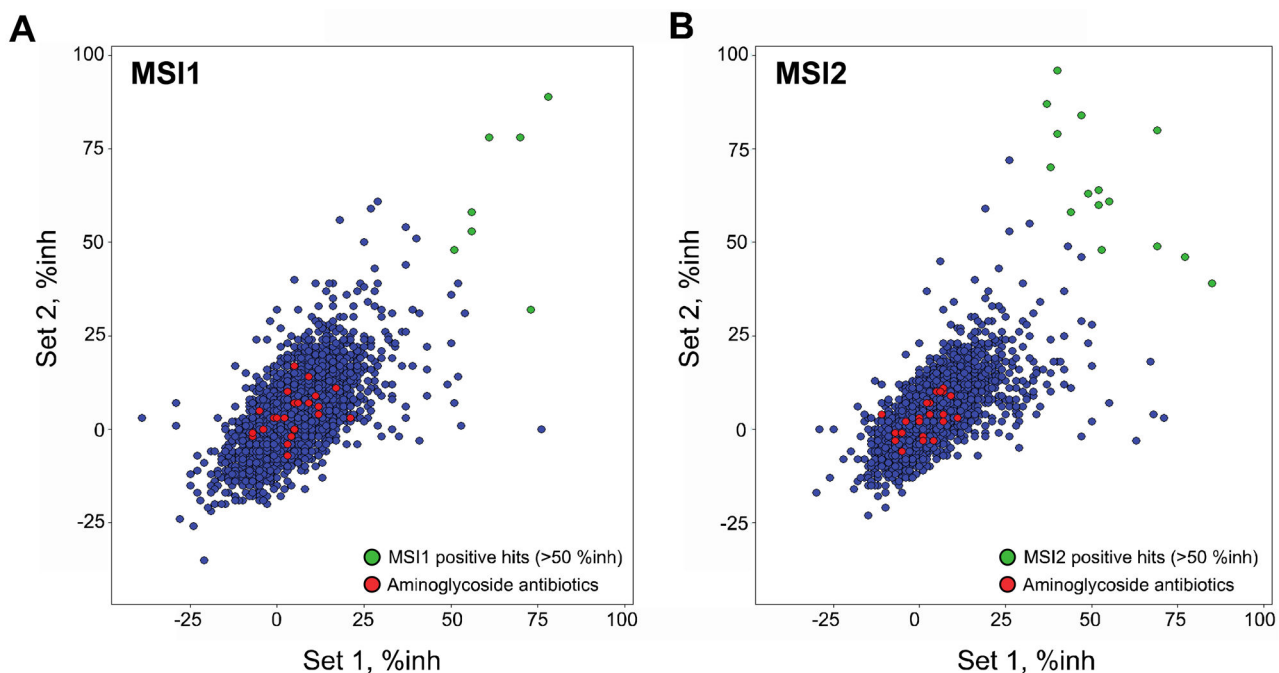 A
MSI1
100
75
50
25
0
-25
Set 2, %inh
MSI1 positive hits (>50 %inh)
Aminoglycoside antibiotics
-25 0 25 50 75 100
Set 1, %inh
B
MSI2
100
75
50
25
0
-25
Set 2, %inh
MSI2 positive hits (>50 %inh)
Aminoglycoside antibiotics
-25 0 25 50 75 100
Set 1, %inh